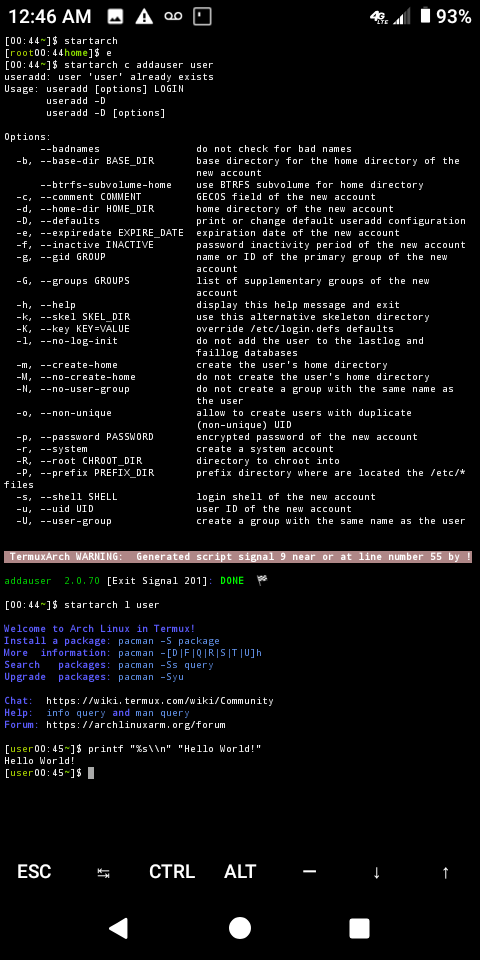 12:46 AM 4G LTE 93%
[00:44~]$ startarch
[root00:44home]$ e
[00:44~]$ startarch c addauser user
useradd: user 'user' already exists
Usage: useradd [options] LOGIN
useradd -D
useradd -D [options]
Options:
--badnames do not check for bad names
-b, --base-dir BASE_DIR base directory for the home directory of the
new account
--btrfs-subvolume-home use BTRFS subvolume for home directory
-c, --comment COMMENT GECOS field of the new account
-d, --home-dir HOME_DIR home directory of the new account
-D, --defaults print or change default useradd configuration
-e, --expiredate EXPIRE_DATE expiration date of the new account
-f, --inactive INACTIVE password inactivity period of the new account
-g, --gid GROUP name or ID of the primary group of the new
account
-G, --groups GROUPS list of supplementary groups of the new
account
-h, --help display this help message and exit
-k, --skel SKEL_DIR use this alternative skeleton directory
-K, --key KEY=VALUE override /etc/login.defs defaults
-l, --no-log-init do not add the user to the lastlog and
faillog databases
-m, --create-home create the user's home directory
-M, --no-create-home do not create the user's home directory
-N, --no-user-group do not create a group with the same name as
the user
-o, --non-unique allow to create users with duplicate
(non-unique) UID
-p, --password PASSWORD encrypted password of the new account
-r, --system create a system account
-R, --root CHROOT_DIR directory to chroot into
-P, --prefix PREFIX_DIR prefix directory where are located the /etc/*
files
-s, --shell SHELL login shell of the new account
-u, --uid UID user ID of the new account
-U, --user-group create a group with the same name as the user
TermuxArch WARNING: Generated script signal 9 near or at line number 55 by !
addauser 2.0.70 [Exit Signal 201]: DONE 🏁
[00:44~]$ startarch l user
Welcome to Arch Linux in Termux!
Install a package: pacman -S package
More information: pacman -[D|F|Q|R|S|T|U]h
Search packages: pacman -Ss query
Upgrade packages: pacman -Syu
Chat: https://wiki.termux.com/wiki/Community
Help: info query and man query
Forum: https://archlinuxarm.org/forum
[user00:45~]$ printf "%s\\n" "Hello World!"
Hello World!
[user00:45~]$
ESC ↹ CTRL ALT — ↓ ↑